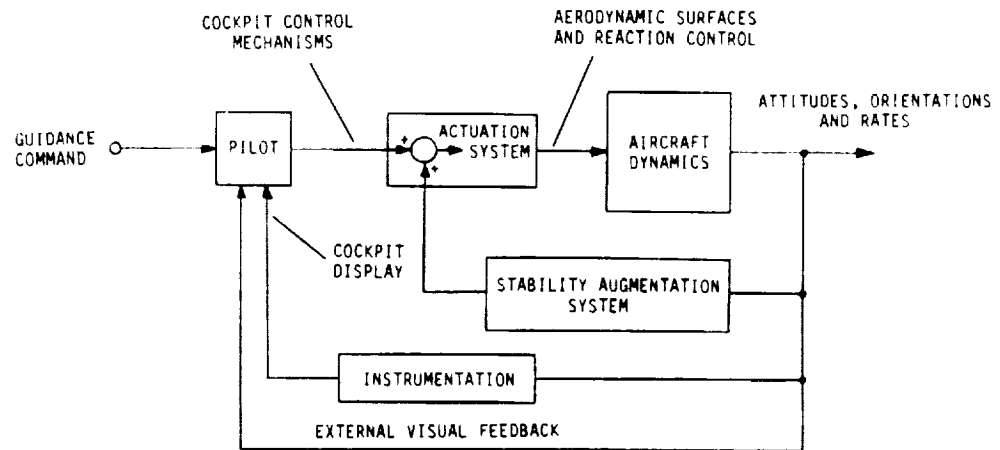 COCKPIT CONTROL
MECHANISMS
AERODYNAMIC SURFACES
AND REACTION CONTROL
ATTITUDES, ORIENTATIONS
AND RATES
GUIDANCE
COMMAND
PILOT
+
+
ACTUATION
SYSTEM
AIRCRAFT
DYNAMICS
COCKPIT
DISPLAY
STABILITY AUGMENTATION
SYSTEM
INSTRUMENTATION
EXTERNAL VISUAL FEEDBACK